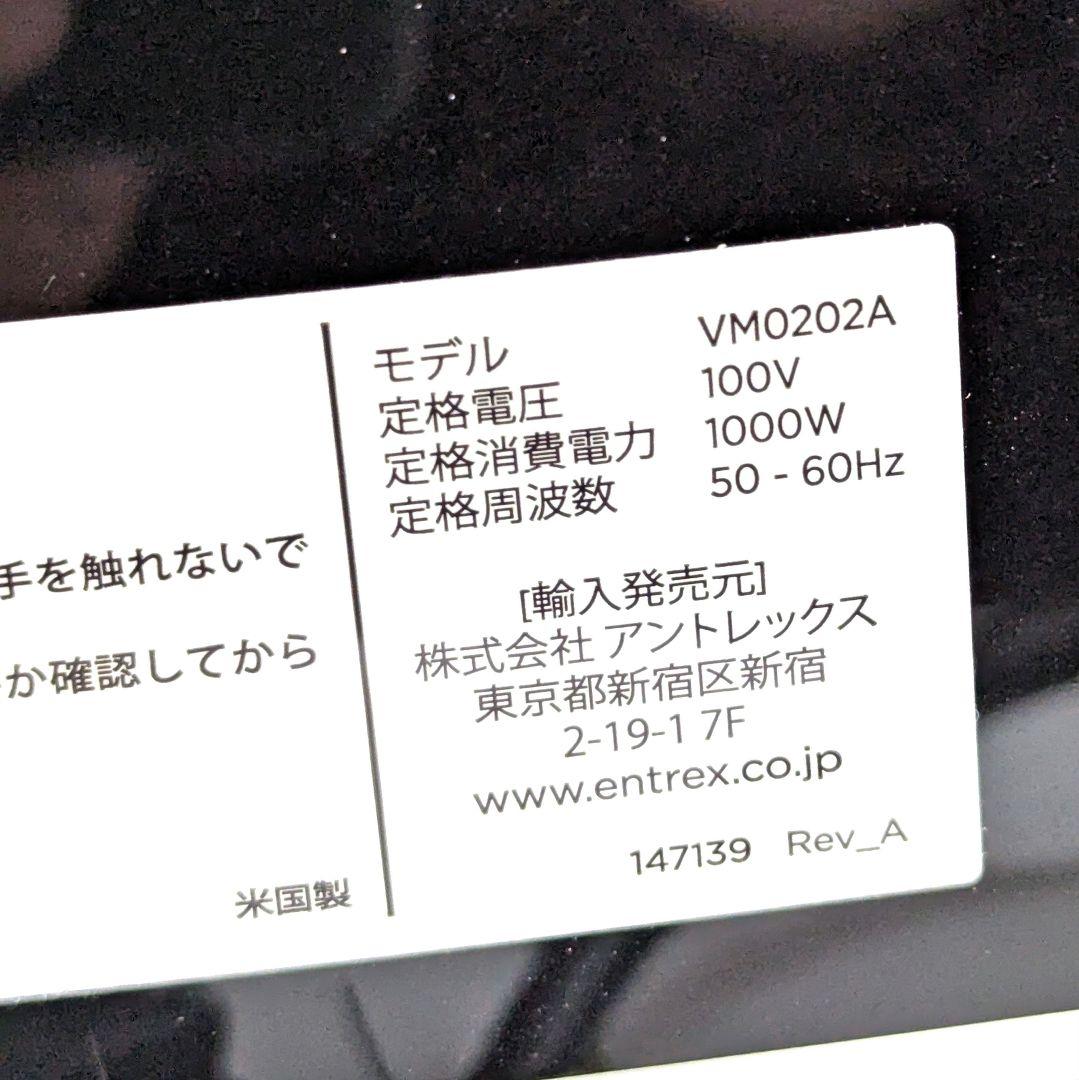 手を触れないで
か確認してから
米国製
モデル VM0202A
定格電圧 100V
定格消費電力 1000W
定格周波数 50 - 60Hz
[輸入発売元]
株式会社 アントレックス
東京都新宿区新宿
2-19-1 7F
www.entrex.co.jp
147139 Rev_A